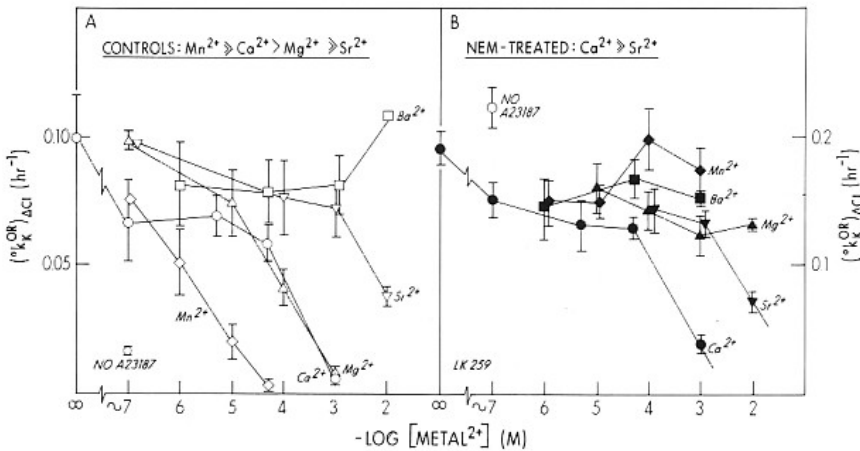 A
CONTROLS: Mn²⁺ ⪢ Ca²⁺ > Mg²⁺ ⪢ Sr²⁺
(°k_K^OR)_ΔCl (hr⁻¹)
0.10
0.05
Ba²⁺
Sr²⁺
Mn²⁺
Ca²⁺
Mg²⁺
NO A23187
∞
~7
6
5
4
3
2
B
NEM-TREATED: Ca²⁺ ⪢ Sr²⁺
NO
A23187
Mn²⁺
Ba²⁺
Mg²⁺
Sr²⁺
Ca²⁺
LK 259
0.2
0.1
(°k_K^OR)_ΔCl (hr⁻¹)
∞
~7
6
5
4
3
2
-LOG [METAL²⁺] (M)